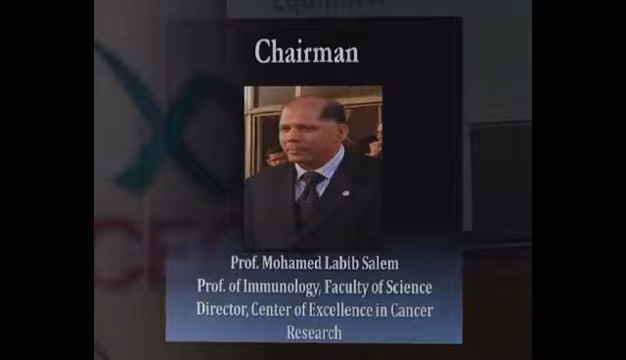 Chairman
Prof. Mohamed Labib Salem
Prof. of Immunology, Faculty of Science
Director, Center of Excellence in Cancer
Research